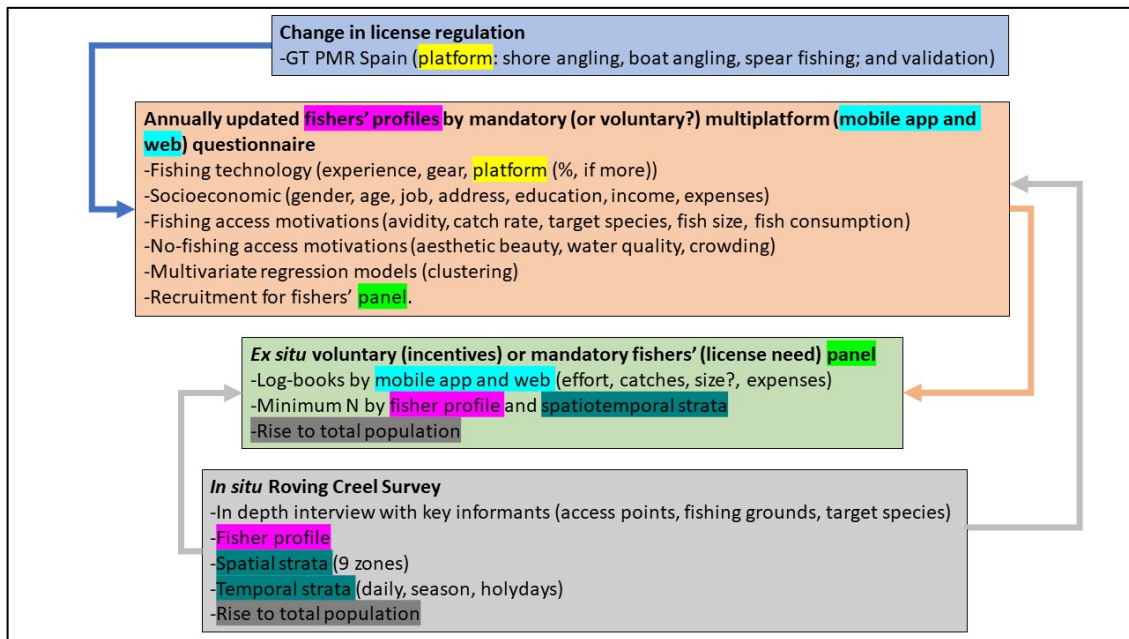 Change in license regulation
-GT PMR Spain (platform: shore angling, boat angling, spear fishing; and validation)
Annually updated fishers’ profiles by mandatory (or voluntary?) multiplatform (mobile app and
web) questionnaire
-Fishing technology (experience, gear, platform (%, if more))
-Socioeconomic (gender, age, job, address, education, income, expenses)
-Fishing access motivations (avidity, catch rate, target species, fish size, fish consumption)
-No-fishing access motivations (aesthetic beauty, water quality, crowding)
-Multivariate regression models (clustering)
-Recruitment for fishers’ panel.
Ex situ voluntary (incentives) or mandatory fishers’ (license need) panel
-Log-books by mobile app and web (effort, catches, size?, expenses)
-Minimum N by fisher profile and spatiotemporal strata
-Rise to total population
In situ Roving Creel Survey
-In depth interview with key informants (access points, fishing grounds, target species)
-Fisher profile
-Spatial strata (9 zones)
-Temporal strata (daily, season, holydays)
-Rise to total population